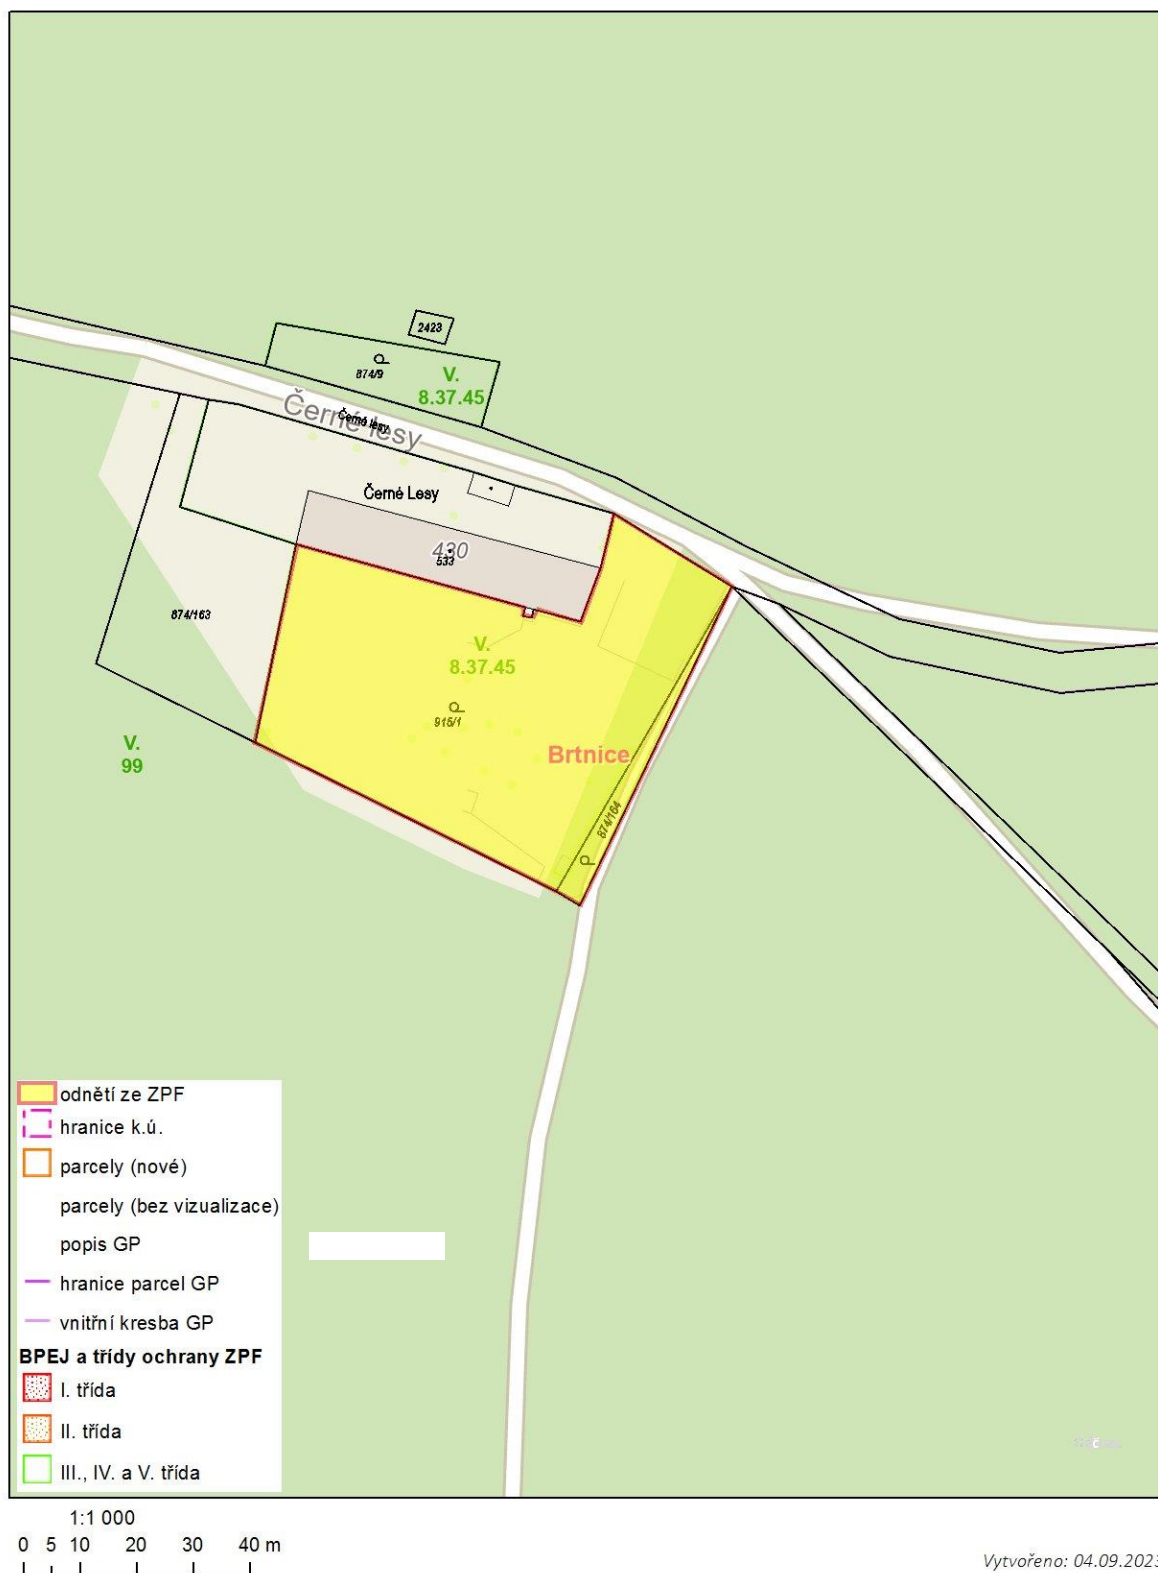 2423
874/9
V.
8.37.45
Černé lesy
Černé lesy
Černé Lesy
430
533
874/163
V.
8.37.45
915/1
Brtnice
V.
99
874/164
odnětí ze ZPF
hranice k.ú.
parcely (nové)
parcely (bez vizualizace)
popis GP
hranice parcel GP
vnitřní kresba GP
BPEJ a třídy ochrany ZPF
I. třída
II. třída
III., IV. a V. třída
1:1 000
0 5 10 20 30 40 m
Vytvořeno: 04.09.2023